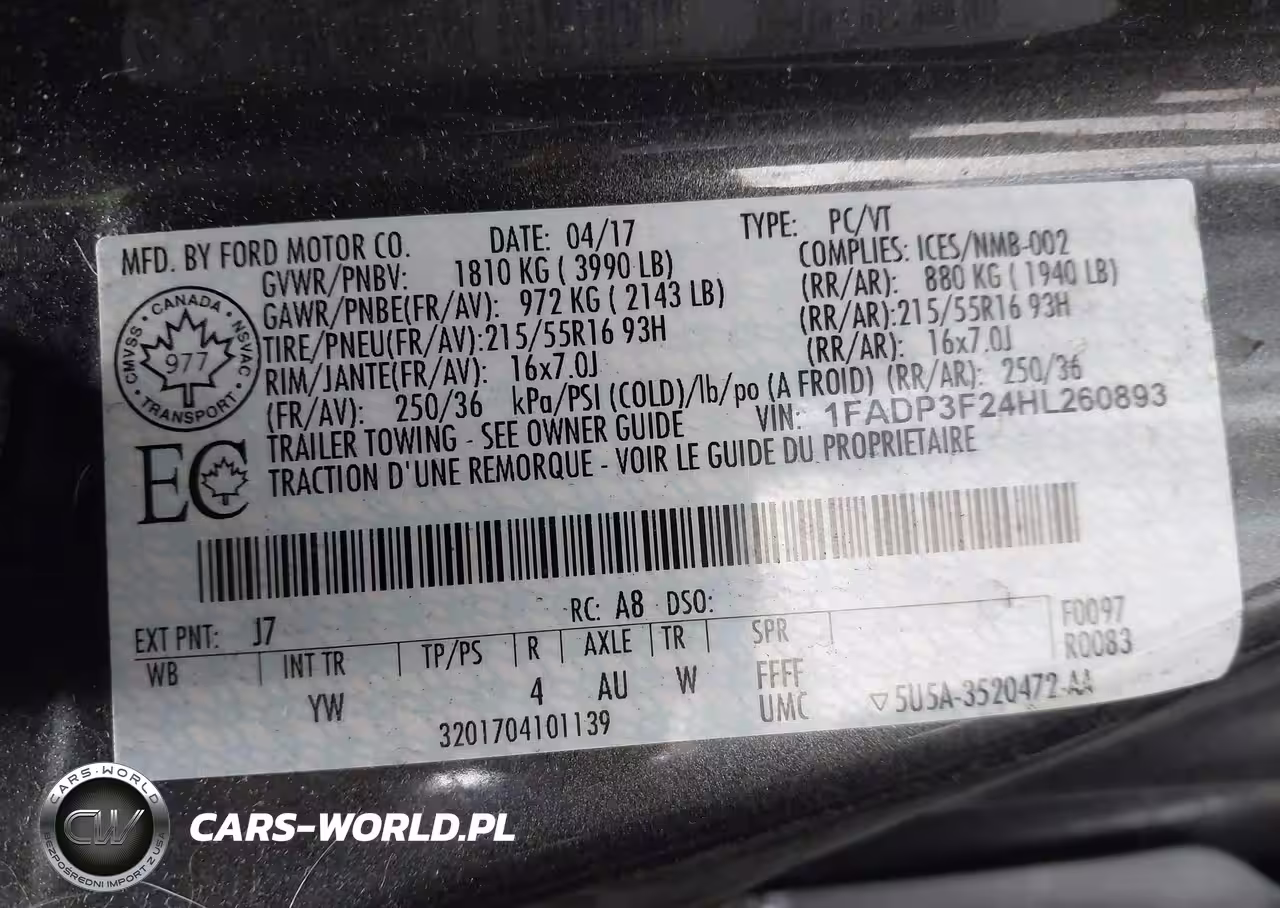 MFD. BY FORD MOTOR CO. DATE: 04/17 TYPE: PC/VT
GVWR/PNBV: 1810 KG ( 3990 LB) COMPLIES: ICES/NMB-002
GAWR/PNBE(FR/AV): 972 KG ( 2143 LB) (RR/AR): 880 KG ( 1940 LB)
TIRE/PNEU(FR/AV):215/55R16 93H (RR/AR):215/55R16 93H
RIM/JANTE(FR/AV): 16x7.0J (RR/AR): 16x7.0J
(FR/AV): 250/36 kPa/PSI (COLD)/lb/po (A FROID) (RR/AR): 250/36
TRAILER TOWING - SEE OWNER GUIDE VIN: 1FADP3F24HL260893
TRACTION D'UNE REMORQUE - VOIR LE GUIDE DU PROPRIETAIRE
CANADA · NSVAC · TRANSPORT · CMVSS
977
EC
RC: A8 DSO:
EXT PNT: J7 F0097
WB INT TR TP/PS R AXLE TR SPR R0083
YW 4 AU W FFFF
3201704101139 UMC ▽5U5A-3520472-AA
CARS-WORLD
CW
BEZPOŚREDNI IMPORT Z USA
CARS-WORLD.PL